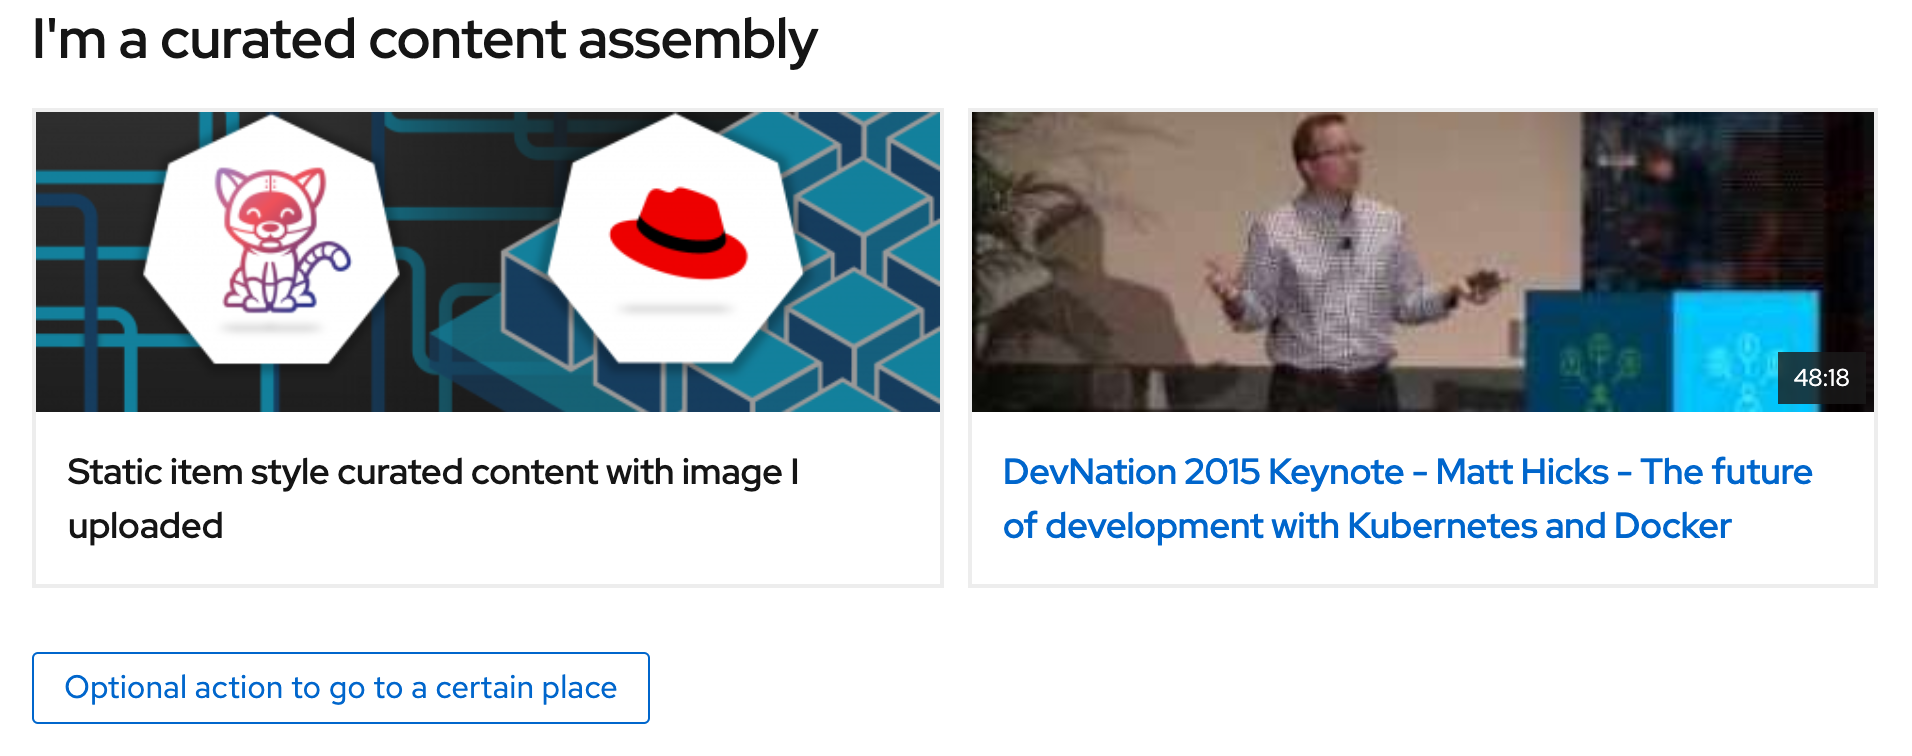 I'm a curated content assembly
48:18
Static item style curated content with image I
uploaded
DevNation 2015 Keynote - Matt Hicks - The future
of development with Kubernetes and Docker
Optional action to go to a certain place